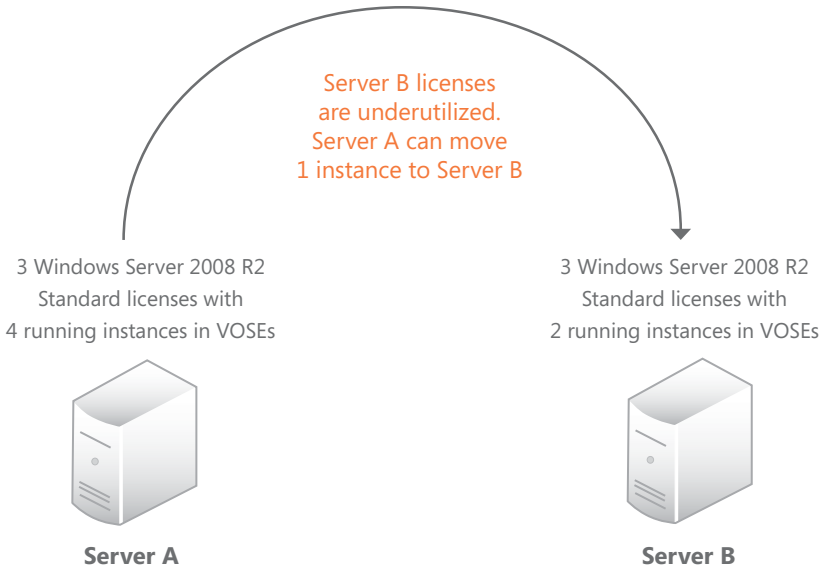 Server B licenses
are underutilized.
Server A can move
1 instance to Server B
3 Windows Server 2008 R2
Standard licenses with
4 running instances in VOSEs
3 Windows Server 2008 R2
Standard licenses with
2 running instances in VOSEs
Server A
Server B